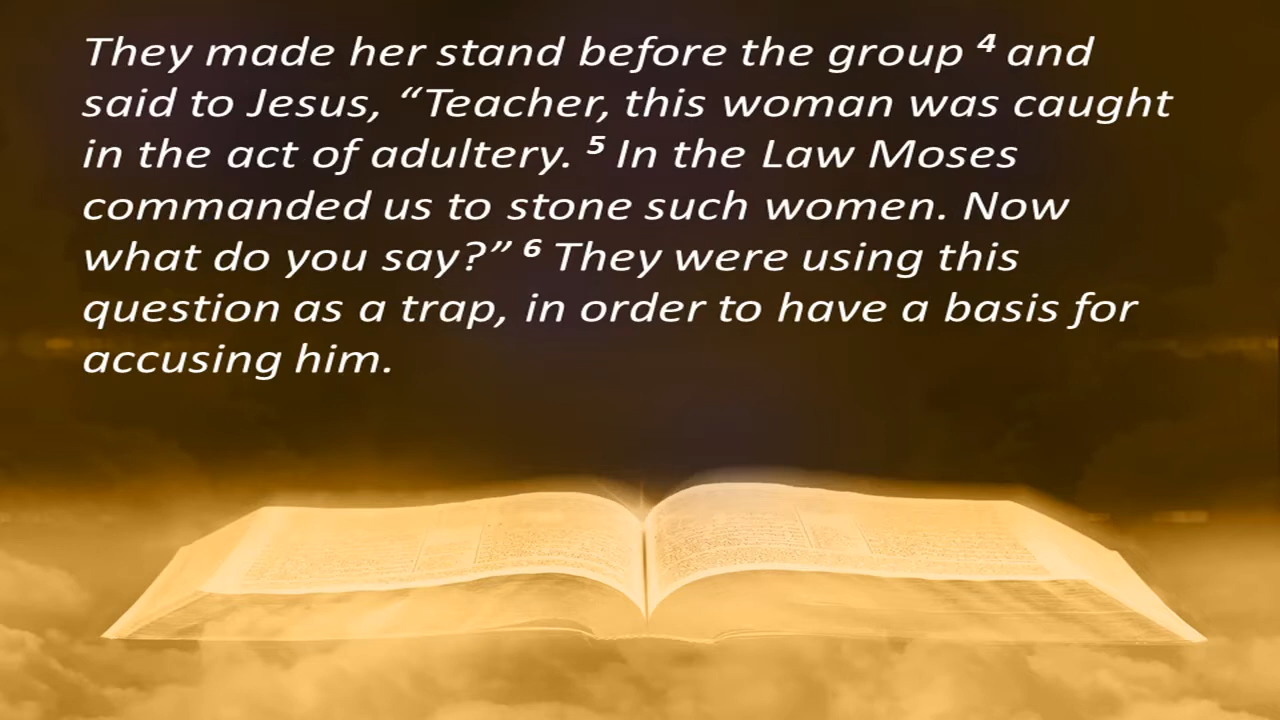 They made her stand before the group ⁴ and
said to Jesus, “Teacher, this woman was caught
in the act of adultery. ⁵ In the Law Moses
commanded us to stone such women. Now
what do you say?” ⁶ They were using this
question as a trap, in order to have a basis for
accusing him.